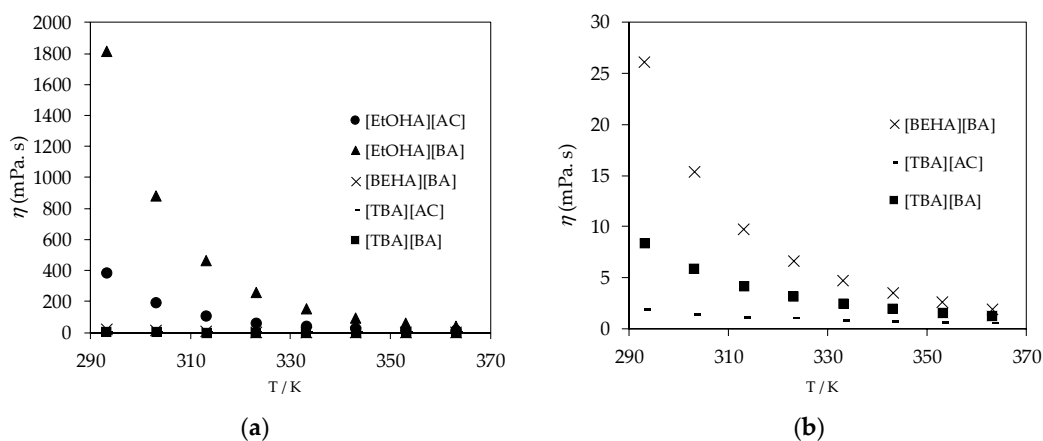 2000
1800
1600
1400
1200
1000
800
600
400
200
0
η (mPa. s)
[EtOHA][AC]
[EtOHA][BA]
[BEHA][BA]
[TBA][AC]
[TBA][BA]
290 310 330 350 370
T / K
(a)
30
25
20
15
10
5
0
η (mPa. s)
[BEHA][BA]
[TBA][AC]
[TBA][BA]
290 310 330 350 370
T / K
(b)